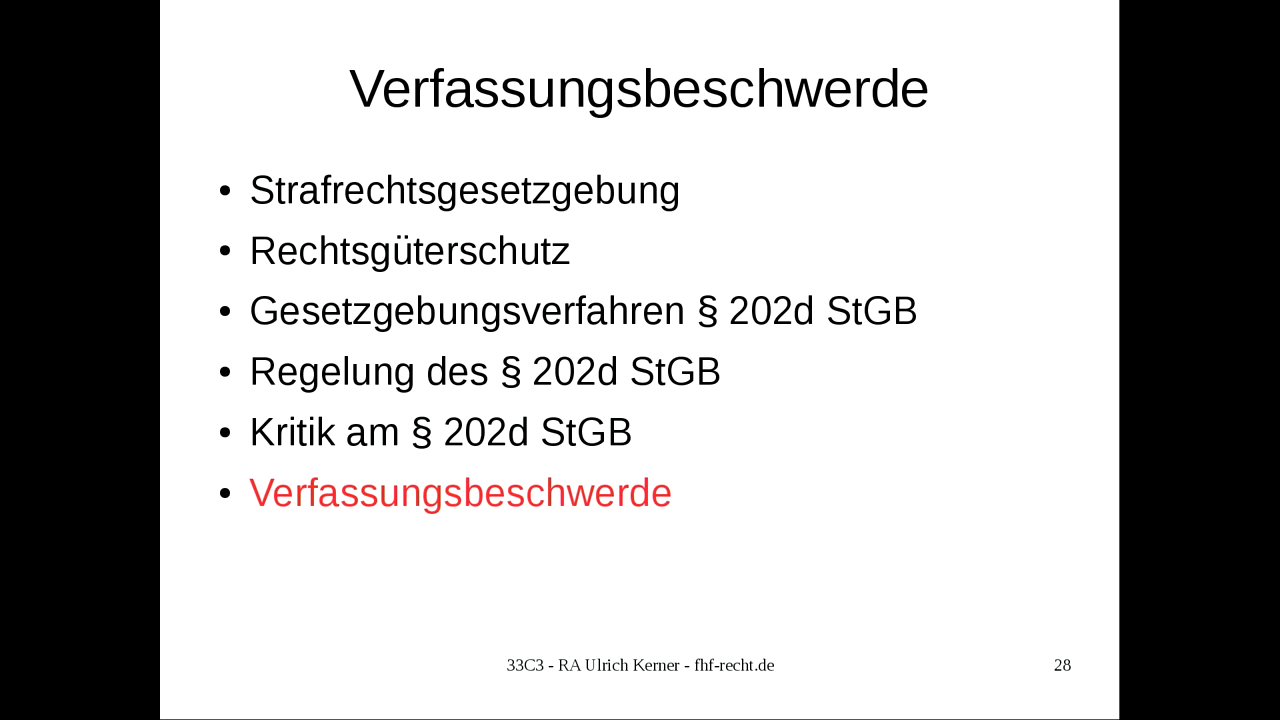 Verfassungsbeschwerde
• Strafrechtsgesetzgebung
• Rechtsgüterschutz
• Gesetzgebungsverfahren § 202d StGB
• Regelung des § 202d StGB
• Kritik am § 202d StGB
• Verfassungsbeschwerde
33C3 - RA Ulrich Kerner - fhf-recht.de
28